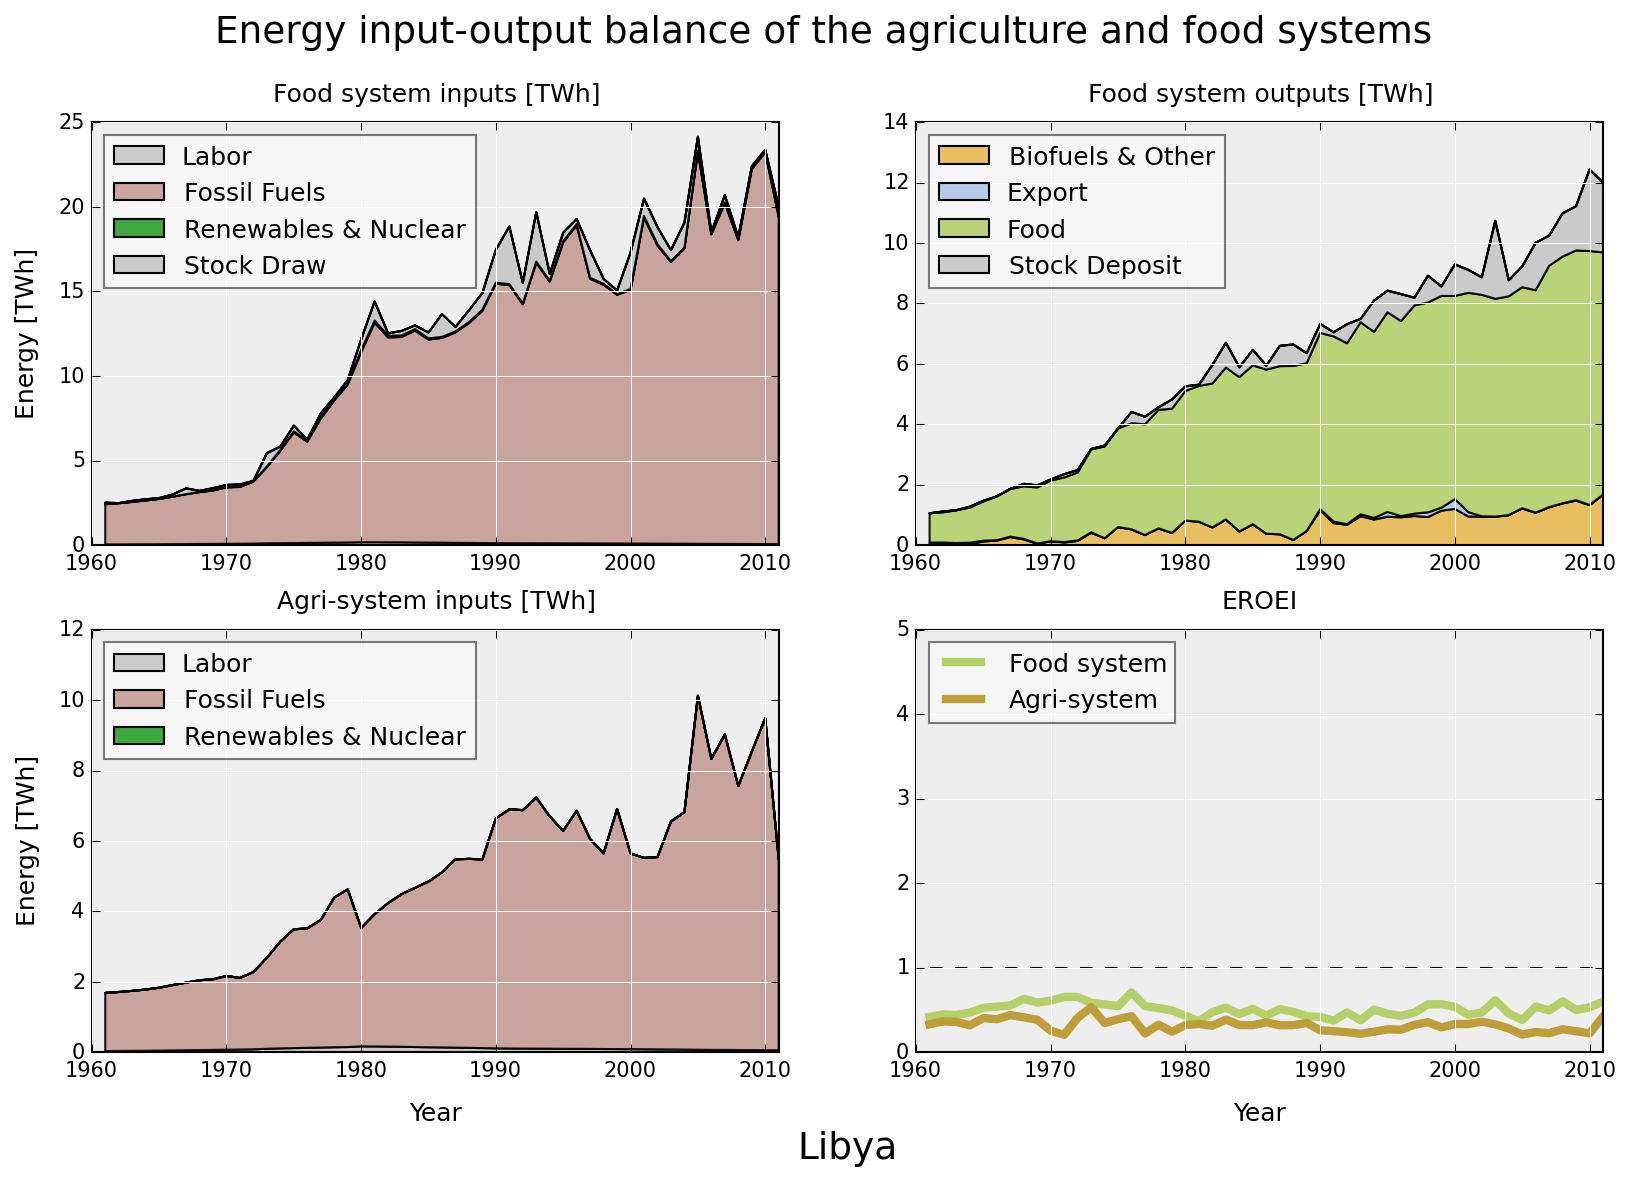 Energy input-output balance of the agriculture and food systems
Food system inputs [TWh]
Energy [TWh]
25
20
15
10
5
0
Labor
Fossil Fuels
Renewables & Nuclear
Stock Draw
1960 1970 1980 1990 2000 2010
Food system outputs [TWh]
14
12
10
8
6
4
2
0
Biofuels & Other
Export
Food
Stock Deposit
1960 1970 1980 1990 2000 2010
Agri-system inputs [TWh]
Energy [TWh]
12
10
8
6
4
2
0
Labor
Fossil Fuels
Renewables & Nuclear
1960 1970 1980 1990 2000 2010
Year
EROEI
5
4
3
2
1
0
Food system
Agri-system
1960 1970 1980 1990 2000 2010
Year
Libya